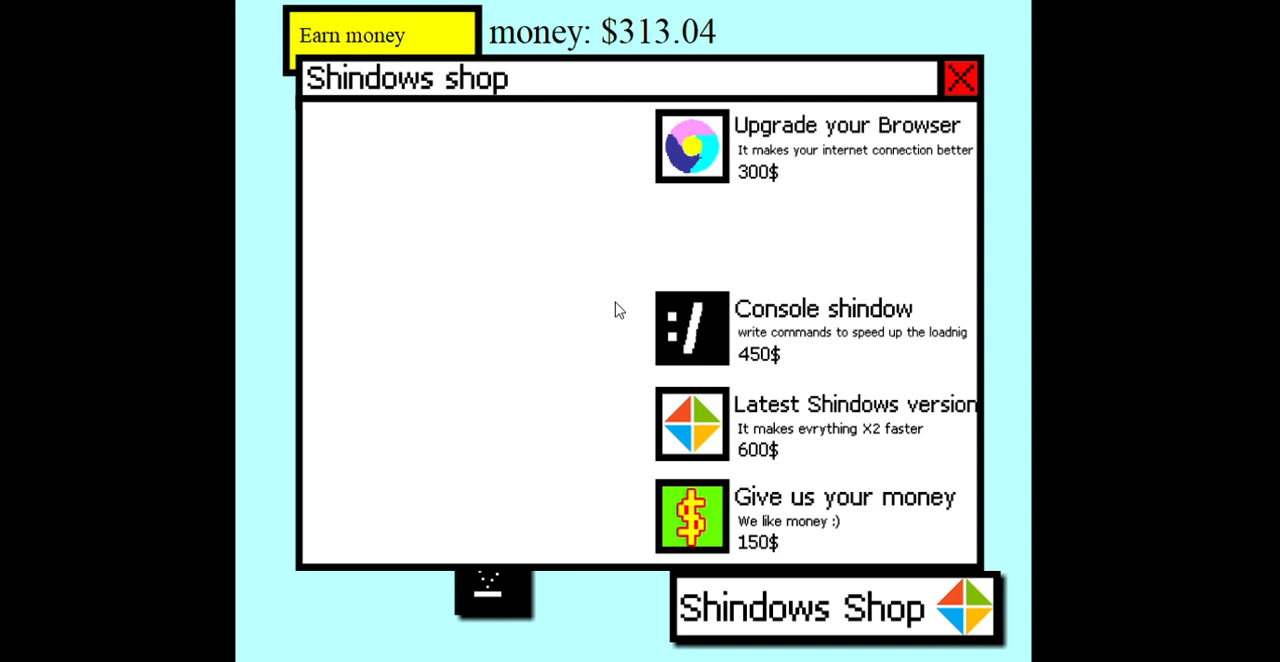 Earn money
money: $313.04
Shindows shop
Upgrade your Browser
It makes your internet connection better
300$
:/
Console shindow
write commands to speed up the loadnig
450$
Latest Shindows version
It makes evrything X2 faster
600$
$
Give us your money
We like money :)
150$
Shindows Shop